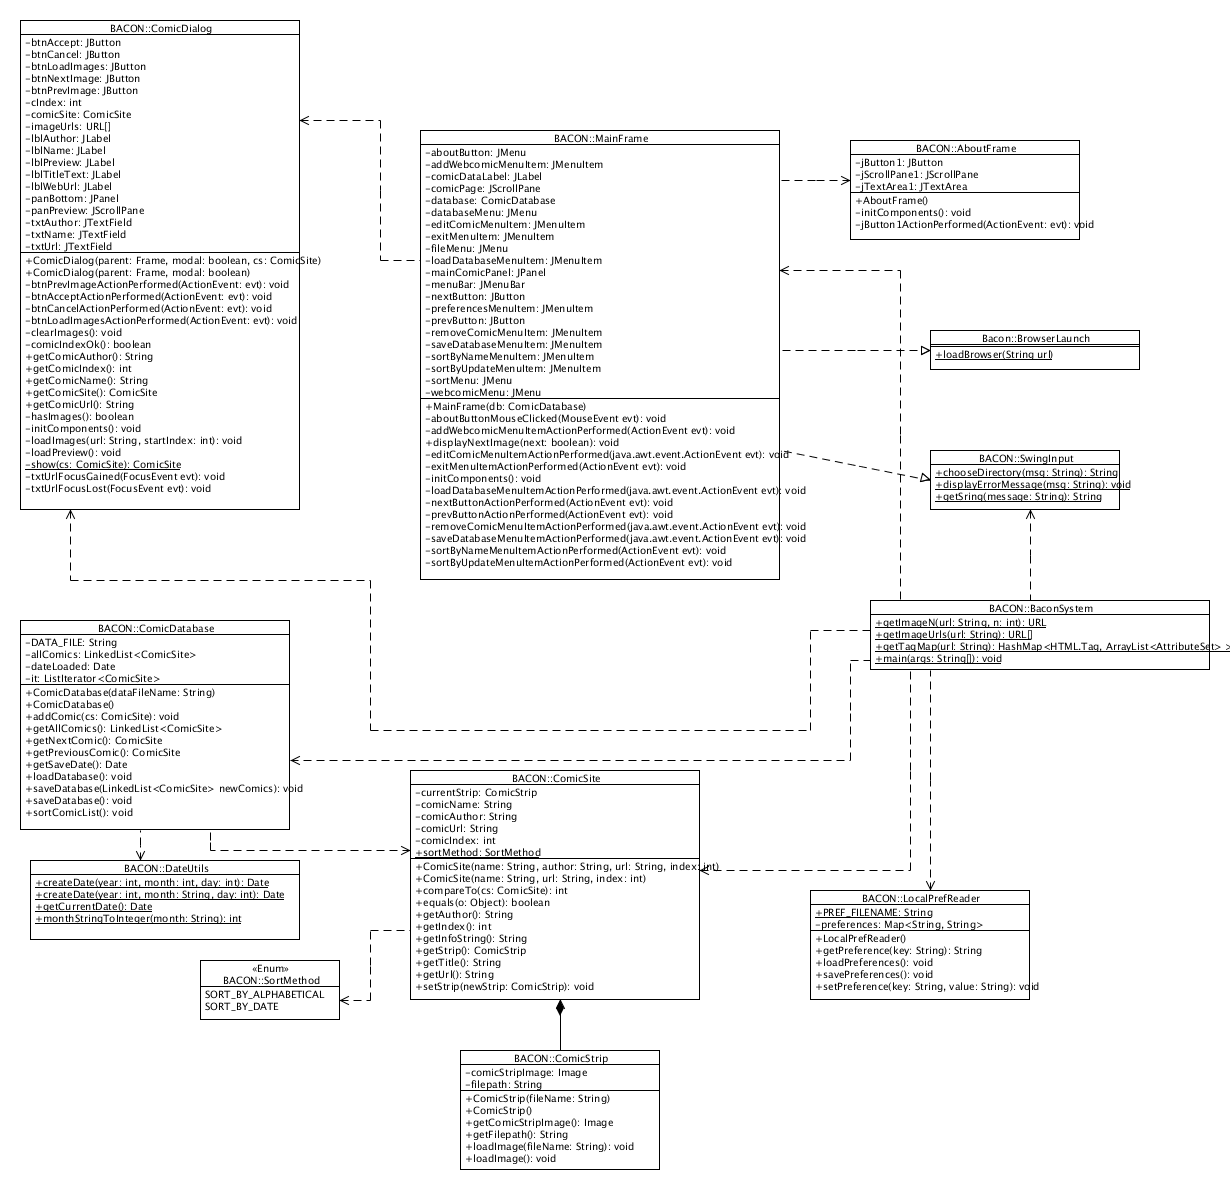 BACON::ComicDialog
-btnAccept: JButton
-btnCancel: JButton
-btnLoadImages: JButton
-btnNextImage: JButton
-btnPrevImage: JButton
-cIndex: int
-comicSite: ComicSite
-imageUrls: URL[]
-lblAuthor: JLabel
-lblName: JLabel
-lblPreview: JLabel
-lblTitleText: JLabel
-lblWebUrl: JLabel
-panBottom: JPanel
-panPreview: JScrollPane
-txtAuthor: JTextField
-txtName: JTextField
-txtUrl: JTextField
+ComicDialog(parent: Frame, modal: boolean, cs: ComicSite)
+ComicDialog(parent: Frame, modal: boolean)
-btnPrevImageActionPerformed(ActionEvent: evt): void
-btnAcceptActionPerformed(ActionEvent: evt): void
-btnCancelActionPerformed(ActionEvent: evt): void
-btnLoadImagesActionPerformed(ActionEvent: evt): void
-clearImages(): void
-comicIndexOk(): boolean
+getComicAuthor(): String
+getComicIndex(): int
+getComicName(): String
+getComicSite(): ComicSite
+getComicUrl(): String
-hasImages(): boolean
-initComponents(): void
-loadImages(url: String, startIndex: int): void
-loadPreview(): void
-show(cs: ComicSite): ComicSite
-txtUrlFocusGained(FocusEvent evt): void
-txtUrlFocusLost(FocusEvent evt): void
BACON::MainFrame
-aboutButton: JMenu
-addWebcomicMenuItem: JMenuItem
-comicDataLabel: JLabel
-comicPage: JScrollPane
-database: ComicDatabase
-databaseMenu: JMenu
-editComicMenuItem: JMenuItem
-exitMenuItem: JMenuItem
-fileMenu: JMenu
-loadDatabaseMenuItem: JMenuItem
-mainComicPanel: JPanel
-menuBar: JMenuBar
-nextButton: JButton
-preferencesMenuItem: JMenuItem
-prevButton: JButton
-removeComicMenuItem: JMenuItem
-saveDatabaseMenuItem: JMenuItem
-sortByNameMenuItem: JMenuItem
-sortByUpdateMenuItem: JMenuItem
-sortMenu: JMenu
-webcomicMenu: JMenu
+MainFrame(db: ComicDatabase)
-aboutButtonMouseClicked(MouseEvent evt): void
-addWebcomicMenuItemActionPerformed(ActionEvent evt): void
+displayNextImage(next: boolean): void
-editComicMenuItemActionPerformed(java.awt.event.ActionEvent evt): void
-exitMenuItemActionPerformed(ActionEvent evt): void
-initComponents(): void
-loadDatabaseMenuItemActionPerformed(java.awt.event.ActionEvent evt): void
-nextButtonActionPerformed(ActionEvent evt): void
-prevButtonActionPerformed(ActionEvent evt): void
-removeComicMenuItemActionPerformed(java.awt.event.ActionEvent evt): void
-saveDatabaseMenuItemActionPerformed(java.awt.event.ActionEvent evt): void
-sortByNameMenuItemActionPerformed(ActionEvent evt): void
-sortByUpdateMenuItemActionPerformed(ActionEvent evt): void
BACON::AboutFrame
-jButton1: JButton
-jScrollPane1: JScrollPane
-jTextArea1: JTextArea
+AboutFrame()
-initComponents(): void
-jButton1ActionPerformed(ActionEvent: evt): void
Bacon::BrowserLaunch
+loadBrowser(String url)
BACON::SwingInput
+chooseDirectory(msg: String): String
+displayErrorMessage(msg: String): void
+getSring(message: String): String
BACON::BaconSystem
+getImageN(url: String, n: int): URL
+getImageUrls(url: String): URL[]
+getTagMap(url: String): HashMap<HTML.Tag, ArrayList<AttributeSet> >
+main(args: String[]): void
BACON::ComicDatabase
-DATA_FILE: String
-allComics: LinkedList<ComicSite>
-dateLoaded: Date
-it: ListIterator<ComicSite>
+ComicDatabase(dataFileName: String)
+ComicDatabase()
+addComic(cs: ComicSite): void
+getAllComics(): LinkedList<ComicSite>
+getNextComic(): ComicSite
+getPreviousComic(): ComicSite
+getSaveDate(): Date
+loadDatabase(): void
+saveDatabase(LinkedList<ComicSite> newComics): void
+saveDatabase(): void
+sortComicList(): void
BACON::ComicSite
-currentStrip: ComicStrip
-comicName: String
-comicAuthor: String
-comicUrl: String
-comicIndex: int
+sortMethod: SortMethod
+ComicSite(name: String, author: String, url: String, index: int)
+ComicSite(name: String, url: String, index: int)
+compareTo(cs: ComicSite): int
+equals(o: Object): boolean
+getAuthor(): String
+getIndex(): int
+getInfoString(): String
+getStrip(): ComicStrip
+getTitle(): String
+getUrl(): String
+setStrip(newStrip: ComicStrip): void
BACON::DateUtils
+createDate(year: int, month: int, day: int): Date
+createDate(year: int, month: String, day: int): Date
+getCurrentDate(): Date
+monthStringToInteger(month: String): int
BACON::LocalPrefReader
+PREF_FILENAME: String
-preferences: Map<String, String>
+LocalPrefReader()
+getPreference(key: String): String
+loadPreferences(): void
+savePreferences(): void
+setPreference(key: String, value: String): void
«Enum»
BACON::SortMethod
SORT_BY_ALPHABETICAL
SORT_BY_DATE
BACON::ComicStrip
-comicStripImage: Image
-filepath: String
+ComicStrip(fileName: String)
+ComicStrip()
+getComicStripImage(): Image
+getFilepath(): String
+loadImage(fileName: String): void
+loadImage(): void